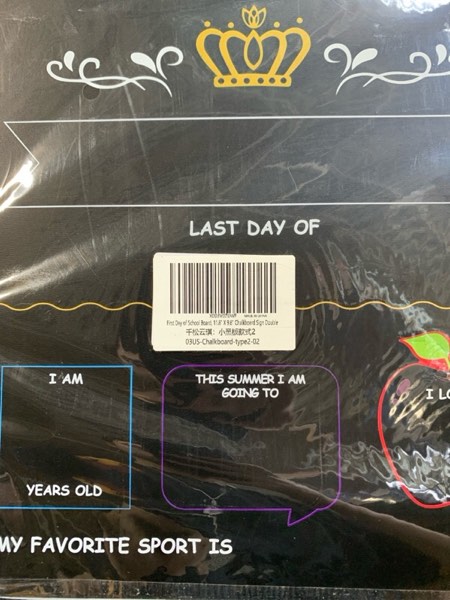 LAST DAY OF
First Day of School Board, 11.8" X 9.8" Chalkboard Sign Double
千松云琪：小黑板款式2
09US-Chalkboard-type2-02
I AM
YEARS OLD
THIS SUMMER I AM
GOING TO
I LO
MY FAVORITE SPORT IS